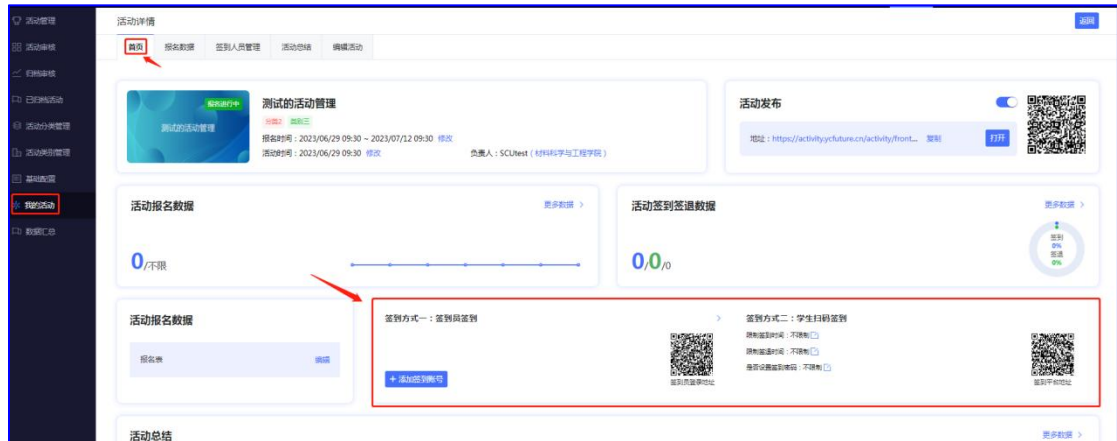 活动管理
活动审核
归档审核
已归档活动
活动分类管理
活动类别管理
基础配置
我的活动
数据汇总
活动详情
返回
首页 报名数据 签到人员管理 活动总结 编辑活动
报名进行中
测试的活动管理
测试的活动管理
分类2 类别三
报名时间:2023/06/29 09:30 ~ 2023/07/12 09:30 修改
活动时间:2023/06/29 09:30 修改
负责人:SCUtest(材料科学与工程学院)
活动发布
地址:https://activity.ycfuture.cn/activity/front... 复制
打开
活动报名数据
更多数据 >
0/不限
活动签到签退数据
更多数据 >
0/0/0
签到
0%
签退
0%
活动报名数据
报名表 编辑
签到方式一:签到员签到 >
+ 添加签到账号
签到员登录地址
签到方式二:学生扫码签到
限制签到时间:不限制
限制签退时间:不限制
是否设置签到密码:不限制
签到平台地址
活动总结
更多数据 >